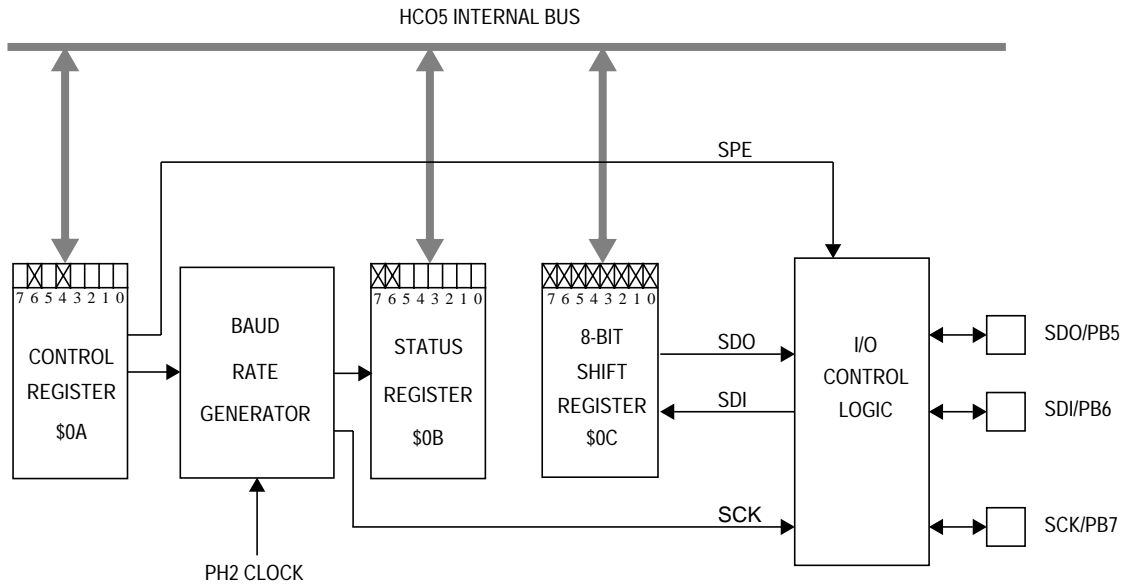 HCO5 INTERNAL BUS
SPE
7 6 5 4 3 2 1 0
CONTROL
REGISTER
$0A
BAUD
RATE
GENERATOR
7 6 5 4 3 2 1 0
STATUS
REGISTER
$0B
7 6 5 4 3 2 1 0
8-BIT
SHIFT
REGISTER
$0C
SDO
SDI
SCK
I/O
CONTROL
LOGIC
SDO/PB5
SDI/PB6
SCK/PB7
PH2 CLOCK